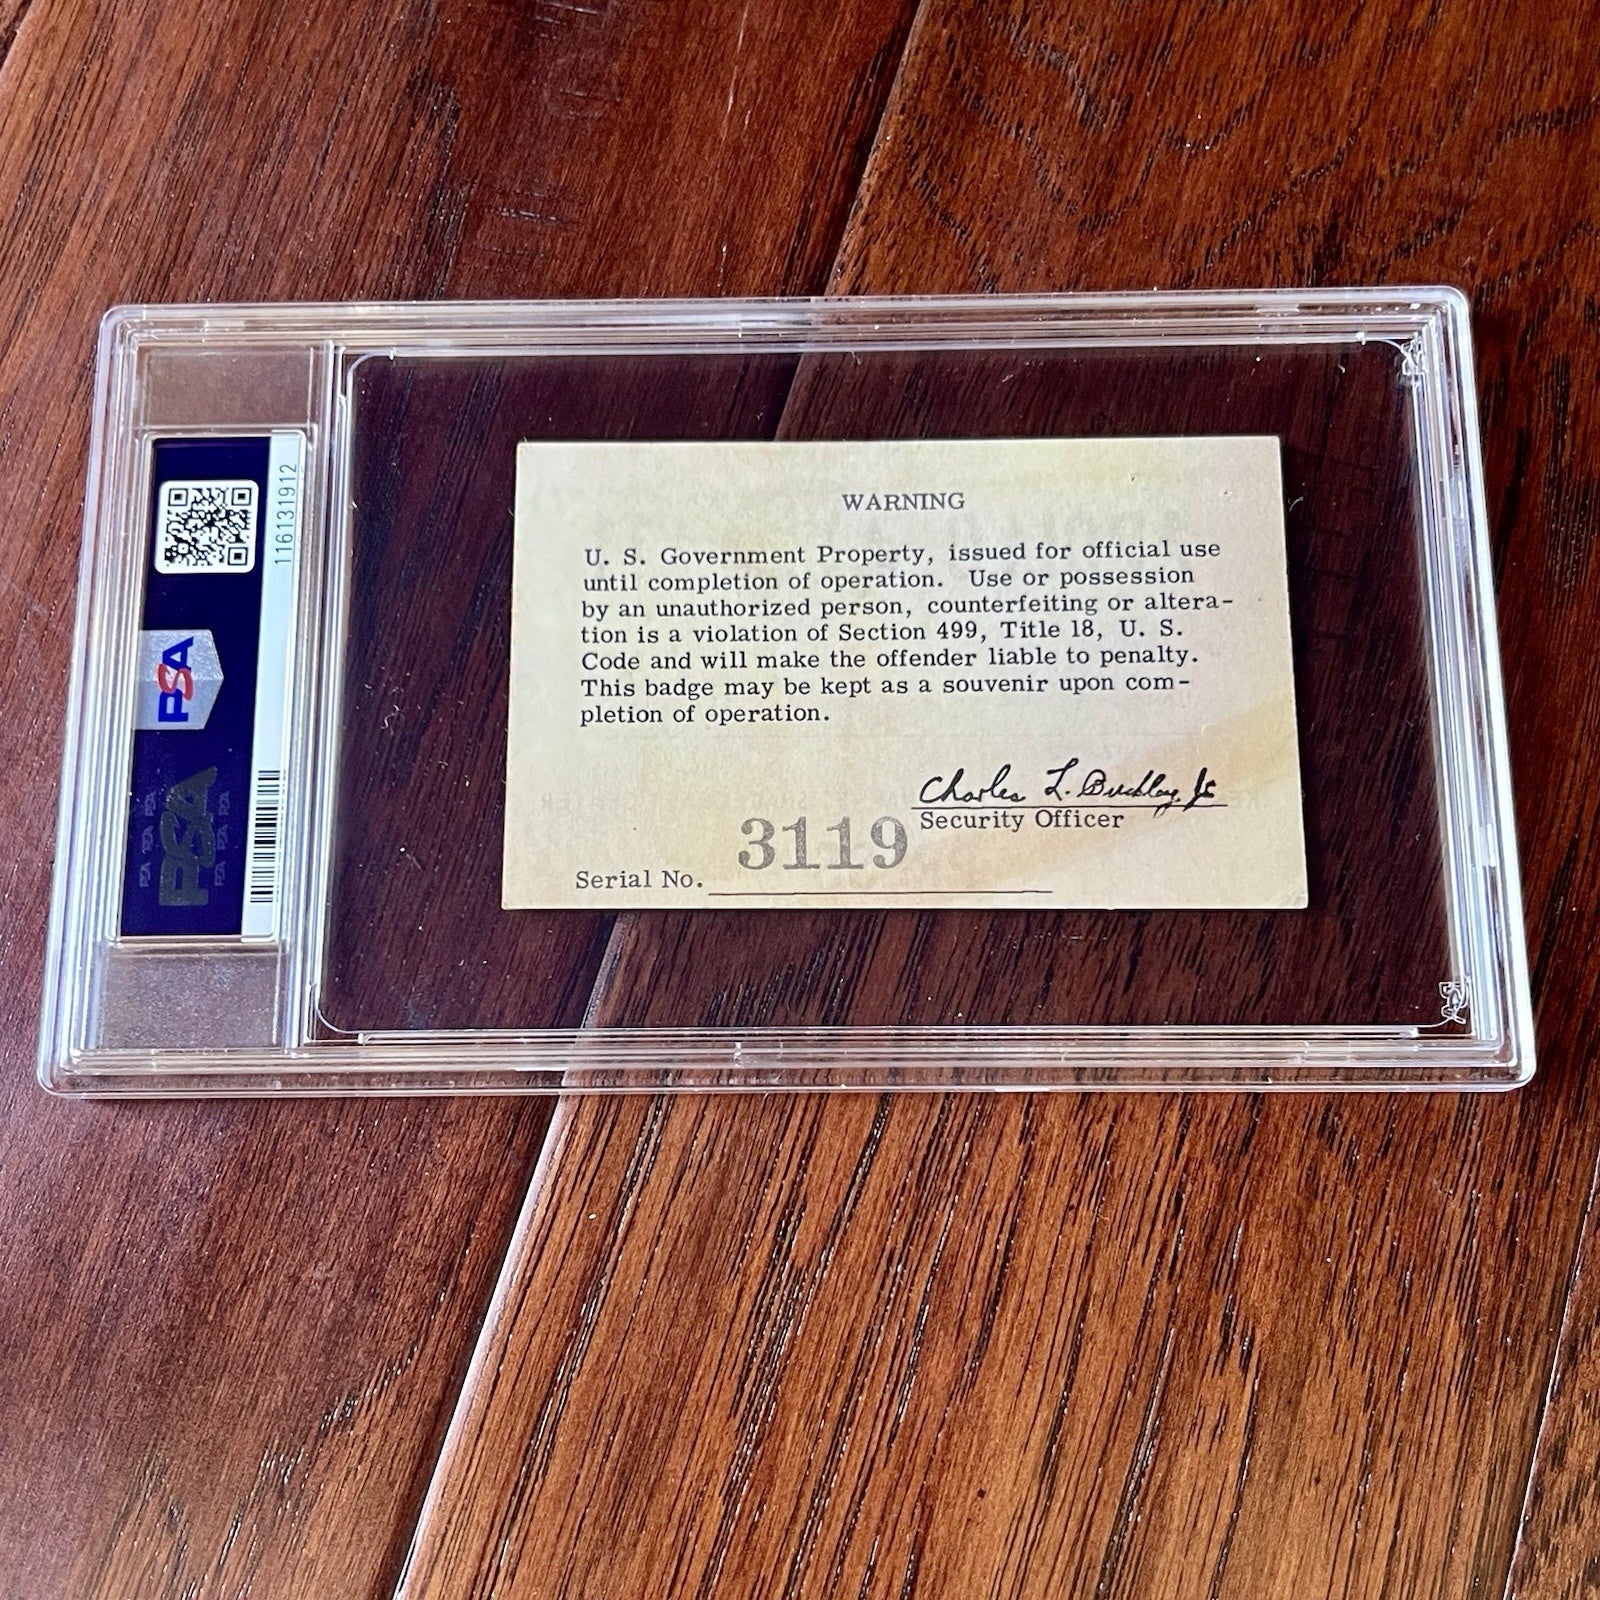 WARNING
U. S. Government Property, issued for official use
until completion of operation. Use or possession
by an unauthorized person, counterfeiting or altera-
tion is a violation of Section 499, Title 18, U. S.
Code and will make the offender liable to penalty.
This badge may be kept as a souvenir upon com-
pletion of operation.
Charles L. Buckley, Jr
Security Officer
Serial No. 3119
116131912
PSA
PSA